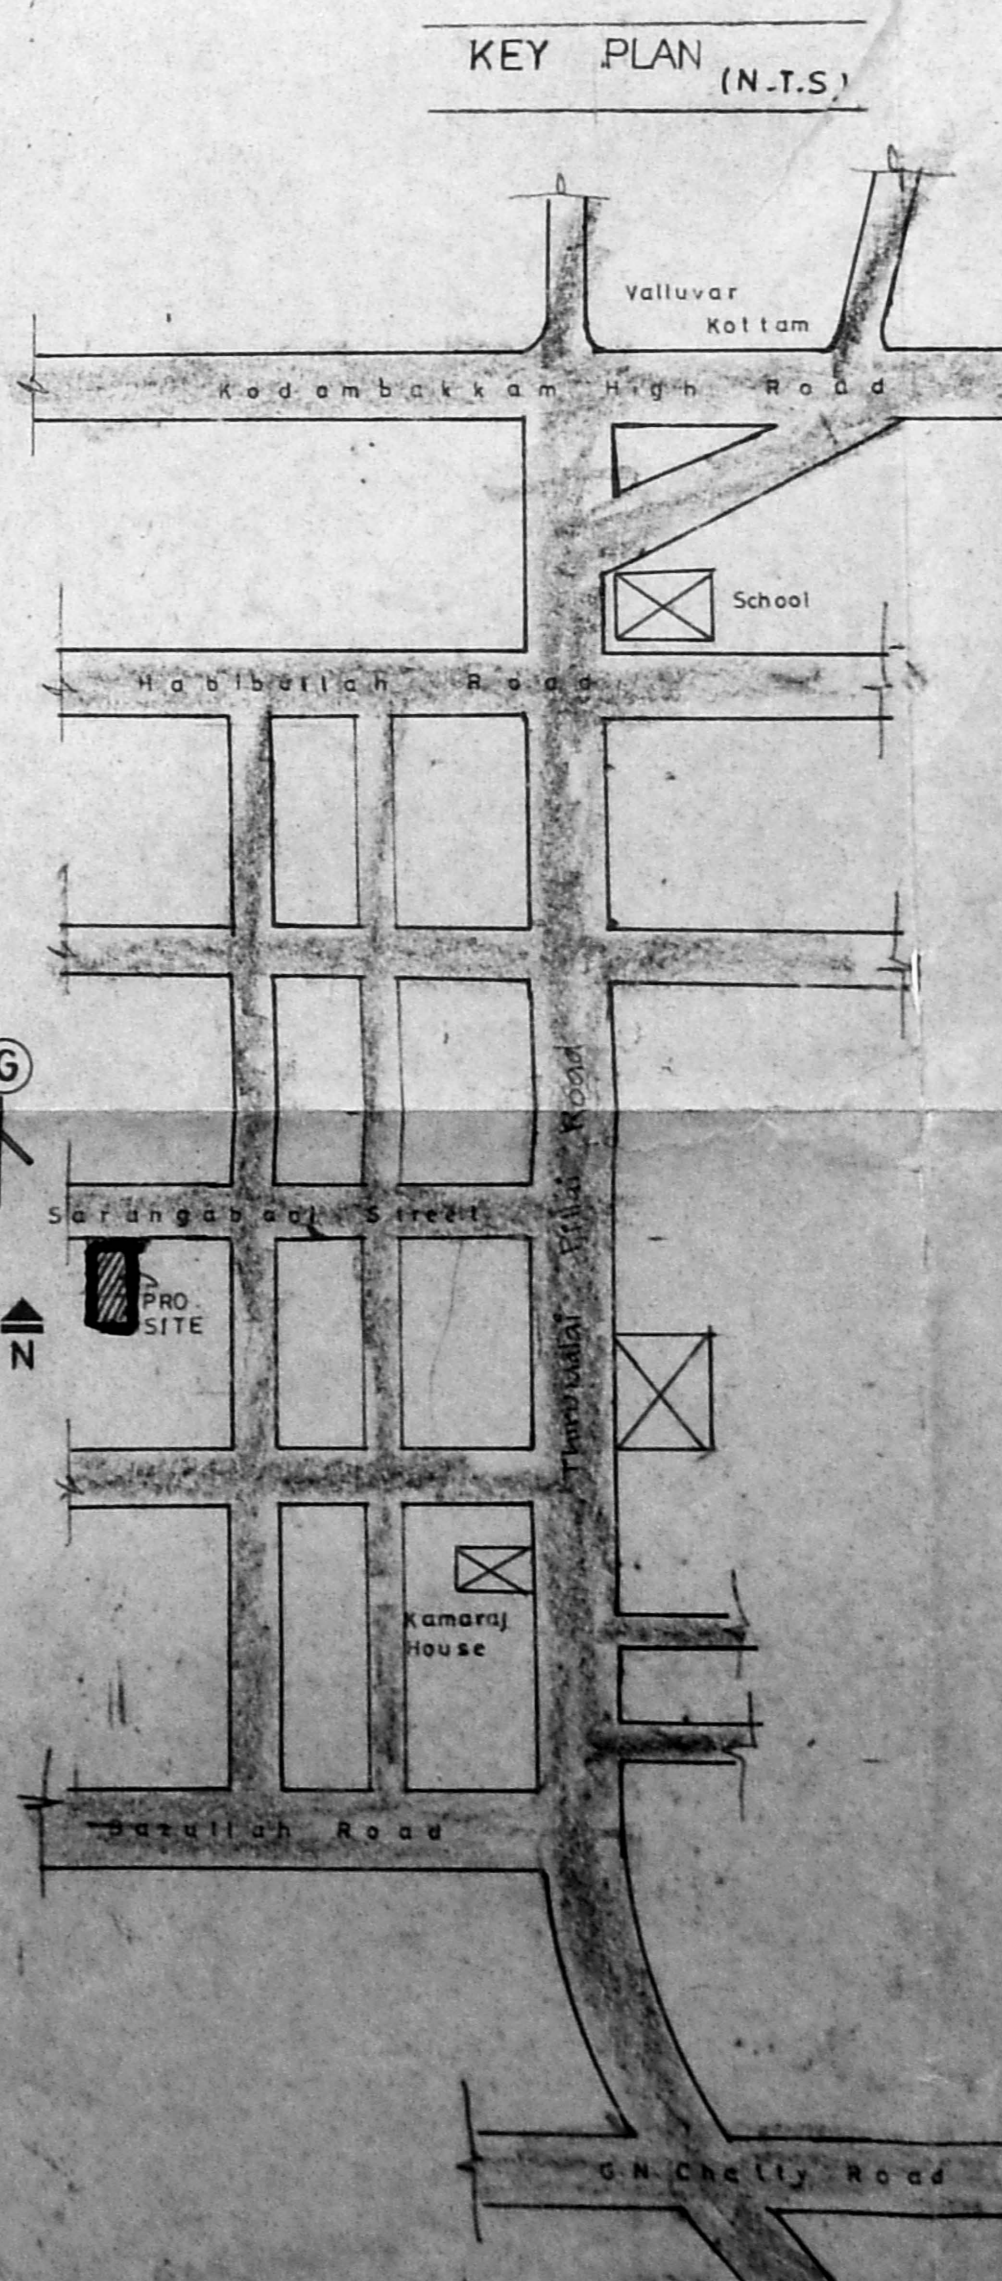 KEY PLAN
(N.T.S)
Valluvar
Kottam
Kodambakkam High Road
School
Habibullah Road
G
Thirumalai Pillai Road
Sarangabaai Street
PRO.
SITE
N
Kamaraj
House
Bazullah Road
G.N.Chetty Road